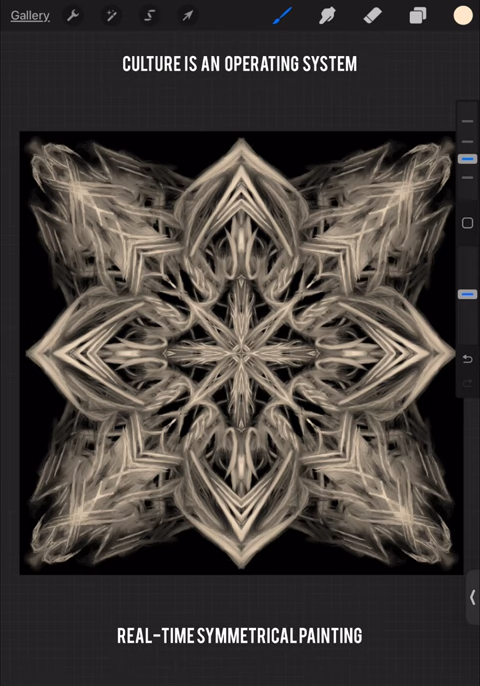 Gallery
CULTURE IS AN OPERATING SYSTEM
REAL-TIME SYMMETRICAL PAINTING